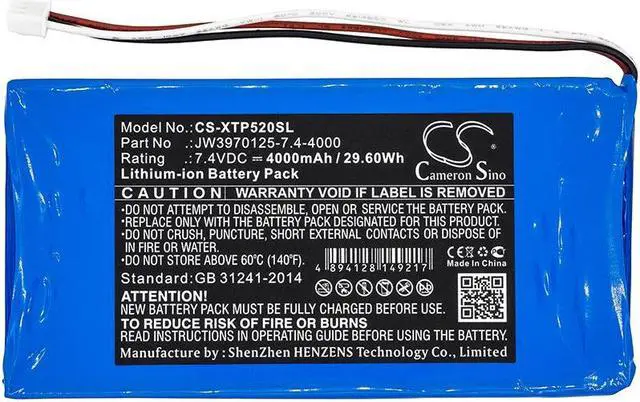 Model No.:CS-XTP520SL
Part No :JW3970125-7.4-4000
Rating :7.4VDC ⎓ 4000mAh / 29.60Wh
Lithium-ion Battery Pack
CS
Cameron Sino
CAUTION WARRANTY VOID IF LABEL IS REMOVED
•DO NOT ATTEMPT TO DISASSEMBLE, OPEN OR SERVICE BATTERY PACK.
•REPLACE ONLY WITH THE BATTERY DESIGNATED FOR THIS PRODUCT.
•DO NOT CRUSH, PUNCTURE, SHORT EXTERNAL CONTACTS OR DISPOSE OF
IN FIRE OR WATER.
•DO NOT STORE ABOVE 60°C (140°F).
Standard:GB 31241-2014
4 894128 149217
CE
Made In China
ATTENTION!
NEW BATTERY PACK MUST BE FULLY CHARGED BEFORE USE
TO REDUCE RISK OF FIRE OR BURNS
READ INSTRUCTIONS IN OPERATING GUIDE BEFORE FIRST USE
Manufacture by : ShenZhen HENZENS Technology Co., Limited